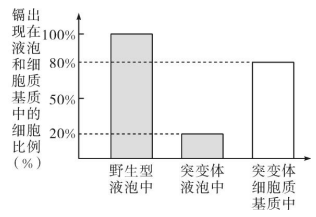 镉出
现在
液泡
和细
胞质
基质
中的
细胞
比例
(%)
100%
80%
50%
20%
野生型
液泡中
突变体
液泡中
突变体
细胞质
基质中